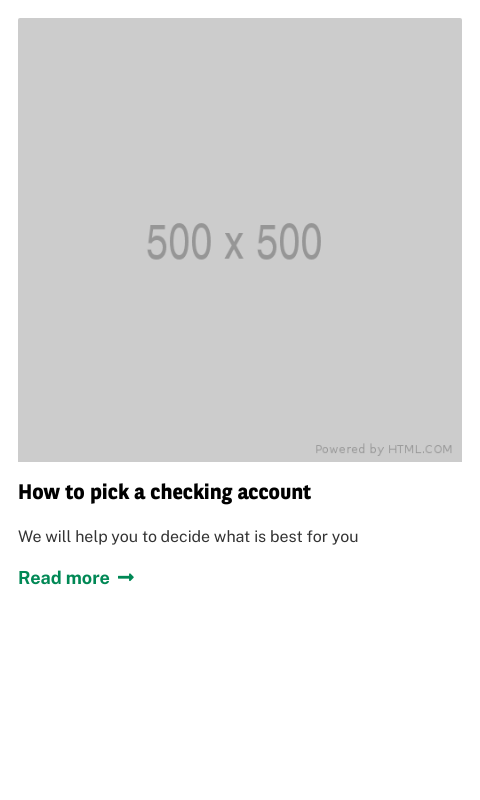 500 x 500
Powered by HTML.COM
How to pick a checking account
We will help you to decide what is best for you
Read more →